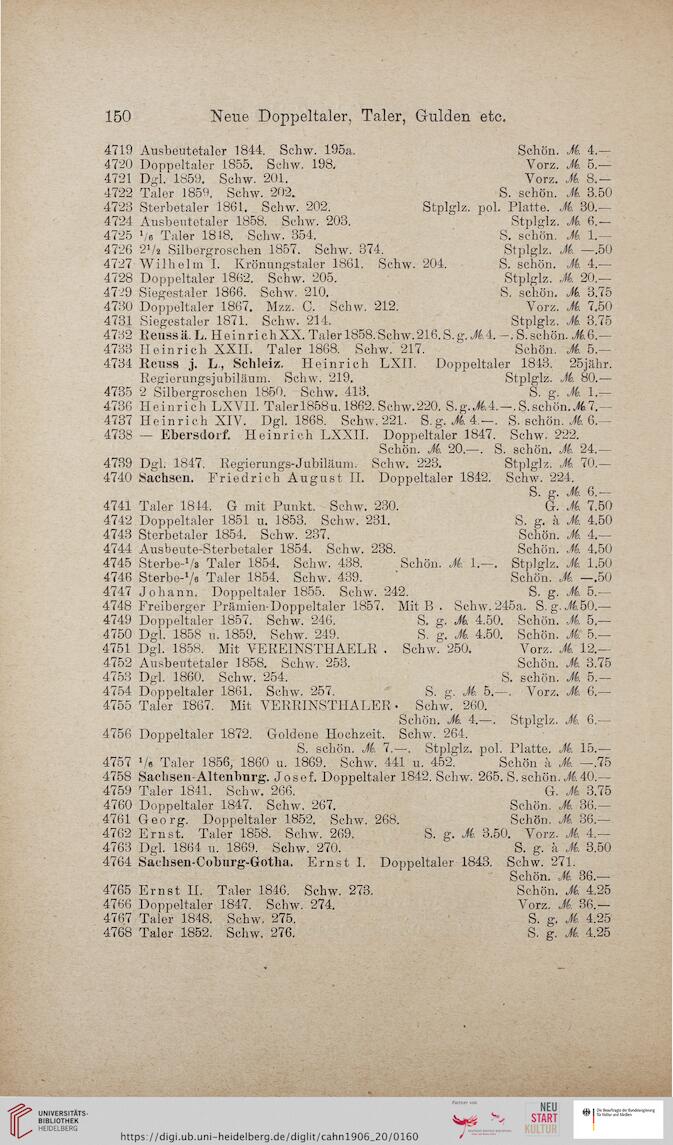 150 Neue Doppeltaler, Taler, Gulden etc.
4719 Ausbeutetaler 1844. Schw. 195a. Schön. ℳ 4.—
4720 Doppeltaler 1855. Schw. 198. Vorz. ℳ 5.—
4721 Dgl. 1859. Schw. 201. Vorz. ℳ 8.—
4722 Taler 1859. Schw. 202. S. schön. ℳ 3.50
4723 Sterbetaler 1861. Schw. 202. Stplglz. pol. Platte. ℳ 30.—
4724 Ausbeutetaler 1858. Schw. 203. Stplglz. ℳ 6.—
4725 ¹/₆ Taler 1848. Schw. 354. S. schön. ℳ 1.—
4726 2¹/₂ Silbergroschen 1857. Schw. 374. Stplglz. ℳ —.50
4727 Wilhelm I. Krönungstaler 1861. Schw. 204. S. schön. ℳ 4.—
4728 Doppeltaler 1862. Schw. 205. Stplglz. ℳ 20.—
4729 Siegestaler 1866. Schw. 210. S. schön. ℳ 3.75
4730 Doppeltaler 1867. Mzz. C. Schw. 212. Vorz. ℳ 7.50
4731 Siegestaler 1871. Schw. 214. Stplglz. ℳ 3.75
4732 Reuss ä. L. Heinrich XX. Taler 1858. Schw. 216. S. g. ℳ 4.—. S. schön. ℳ 6.—
4733 Heinrich XXII. Taler 1868. Schw. 217. Schön. ℳ 5.—
4734 Reuss j. L., Schleiz. Heinrich LXII. Doppeltaler 1843. 25jähr.
Regierungsjubiläum. Schw. 219. Stplglz. ℳ 80.—
4735 2 Silbergroschen 1850. Schw. 413. S. g. ℳ 1.—
4736 Heinrich LXVII. Taler 1858 u. 1862. Schw. 220. S. g. ℳ 4.—. S. schön. ℳ 7.—
4737 Heinrich XIV. Dgl. 1868. Schw. 221. S. g. ℳ 4.—. S. schön. ℳ 6.—
4738 — Ebersdorf. Heinrich LXXII. Doppeltaler 1847. Schw. 222.
Schön. ℳ 20.—. S. schön. ℳ 24.—
4739 Dgl. 1847. Regierungs-Jubiläum. Schw. 223. Stplglz. ℳ 70.—
4740 Sachsen. Friedrich August II. Doppeltaler 1842. Schw. 224.
S. g. ℳ 6.—
4741 Taler 1844. G mit Punkt. Schw. 230. G. ℳ 7.50
4742 Doppeltaler 1851 u. 1853. Schw. 231. S. g. à ℳ 4.50
4743 Sterbetaler 1854. Schw. 237. Schön. ℳ 4.—
4744 Ausbeute-Sterbetaler 1854. Schw. 238. Schön. ℳ 4.50
4745 Sterbe-¹/₃ Taler 1854. Schw. 438. Schön. ℳ 1.—. Stplglz. ℳ 1.50
4746 Sterbe-¹/₆ Taler 1854. Schw. 439. Schön. ℳ —.50
4747 Johann. Doppeltaler 1855. Schw. 242. S. g. ℳ 5.—
4748 Freiberger Prämien-Doppeltaler 1857. Mit B . Schw. 245a. S. g. ℳ 50.—
4749 Doppeltaler 1857. Schw. 246. S. g. ℳ 4.50. Schön. ℳ 5.—
4750 Dgl. 1858 u. 1859. Schw. 249. S. g. ℳ 4.50. Schön. ℳ 5.—
4751 Dgl. 1858. Mit VEREINSTHAELR . Schw. 250. Vorz. ℳ 12.—
4752 Ausbeutetaler 1858. Schw. 253. Schön. ℳ 3.75
4753 Dgl. 1860. Schw. 254. S. schön. ℳ 5.—
4754 Doppeltaler 1861. Schw. 257. S. g. ℳ 5.—. Vorz. ℳ 6.—
4755 Taler 1867. Mit VERRINSTHALER · Schw. 260.
Schön. ℳ 4.—. Stplglz. ℳ 6.—
4756 Doppeltaler 1872. Goldene Hochzeit. Schw. 264.
S. schön. ℳ 7.—. Stplglz. pol. Platte. ℳ 15.—
4757 ¹/₆ Taler 1856, 1860 u. 1869. Schw. 441 u. 452. Schön à ℳ —.75
4758 Sachsen-Altenburg. Josef. Doppeltaler 1842. Schw. 265. S. schön. ℳ 40.—
4759 Taler 1841. Schw. 266. G. ℳ 3.75
4760 Doppeltaler 1847. Schw. 267. Schön. ℳ 36.—
4761 Georg. Doppeltaler 1852. Schw. 268. Schön. ℳ 36.—
4762 Ernst. Taler 1858. Schw. 269. S. g. ℳ 3.50. Vorz. ℳ 4.—
4763 Dgl. 1864 u. 1869. Schw. 270. S. g. à ℳ 3.50
4764 Sachsen-Coburg-Gotha. Ernst I. Doppeltaler 1843. Schw. 271.
Schön. ℳ 36.—
4765 Ernst II. Taler 1846. Schw. 273. Schön. ℳ 4.25
4766 Doppeltaler 1847. Schw. 274. Vorz. ℳ 36.—
4767 Taler 1848. Schw. 275. S. g. ℳ 4.25
4768 Taler 1852. Schw. 276. S. g. ℳ 4.25
UNIVERSITÄTS-
BIBLIOTHEK
HEIDELBERG
https://digi.ub.uni-heidelberg.de/diglit/cahn1906_20/0160
Partner von
NEU
START
KULTUR
Die Beauftragte der Bundesregierung
für Kultur und Medien